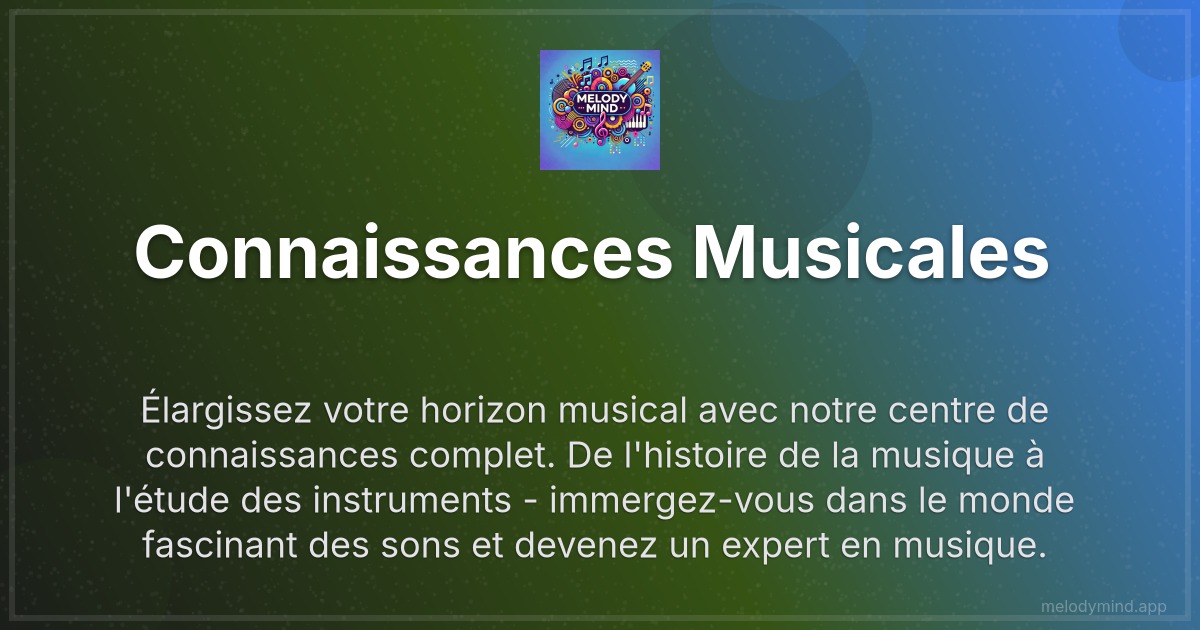 MELODY
MIND
Connaissances Musicales
Élargissez votre horizon musical avec notre centre de
connaissances complet. De l'histoire de la musique à
l'étude des instruments - immergez-vous dans le monde
fascinant des sons et devenez un expert en musique.
melodymind.app